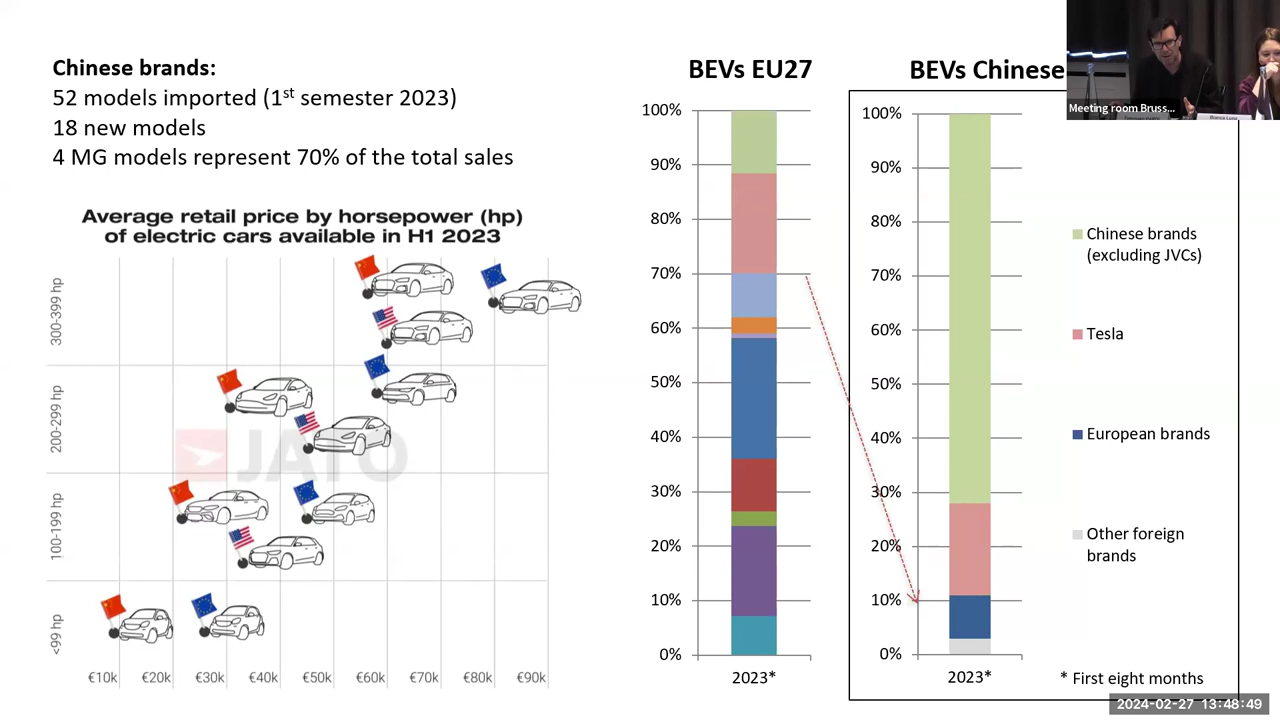 Chinese brands:
52 models imported (1st semester 2023)
18 new models
4 MG models represent 70% of the total sales
Average retail price by horsepower (hp)
of electric cars available in H1 2023
300-399 hp
200-299 hp
100-199 hp
<99 hp
€10k €20k €30k €40k €50k €60k €70k €80k €90k
JATO
BEVs EU27
100%
90%
80%
70%
60%
50%
40%
30%
20%
10%
0%
2023*
BEVs Chinese
100%
90%
80%
70%
60%
50%
40%
30%
20%
10%
0%
2023*
Chinese brands
(excluding JVCs)
Tesla
European brands
Other foreign
brands
* First eight months
Meeting room Bruss...
2024-02-27 13:48:49